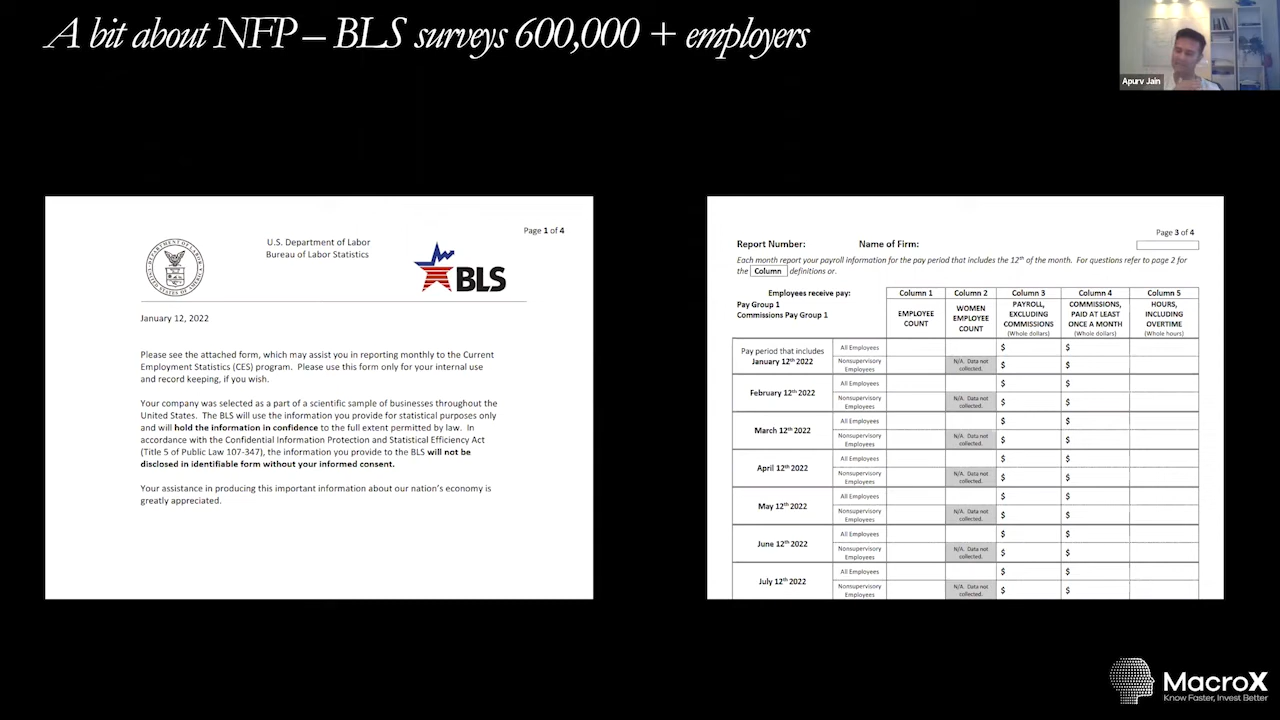 A bit about NFP – BLS surveys 600,000 + employers
Apurv Jain
Page 1 of 4
U.S. Department of Labor
Bureau of Labor Statistics
BLS
January 12, 2022
Please see the attached form, which may assist you in reporting monthly to the Current
Employment Statistics (CES) program. Please use this form only for your internal use
and record keeping, if you wish.
Your company was selected as a part of a scientific sample of businesses throughout the
United States. The BLS will use the information you provide for statistical purposes only
and will hold the information in confidence to the full extent permitted by law. In
accordance with the Confidential Information Protection and Statistical Efficiency Act
(Title 5 of Public Law 107-347), the information you provide to the BLS will not be
disclosed in identifiable form without your informed consent.
Your assistance in producing this important information about our nation's economy is
greatly appreciated.
Page 3 of 4
Report Number: Name of Firm:
Each month report your payroll information for the pay period that includes the 12th of the month. For questions refer to page 2 for
the Column definitions or.
Employees receive pay:
Pay Group 1
Commissions Pay Group 1
Column 1 Column 2 Column 3 Column 4 Column 5
EMPLOYEE
COUNT
WOMEN
EMPLOYEE
COUNT
PAYROLL,
EXCLUDING
COMMISSIONS
(Whole dollars)
COMMISSIONS,
PAID AT LEAST
ONCE A MONTH
(Whole dollars)
HOURS,
INCLUDING
OVERTIME
(Whole hours)
Pay period that includes
January 12th 2022
All Employees $ $
Nonsupervisory
Employees
N/A. Data not
collected.
$ $
February 12th 2022
All Employees
Nonsupervisory
Employees
N/A. Data not
collected.
$ $
March 12th 2022
All Employees $ $
Nonsupervisory
Employees
N/A. Data not
collected.
$ $
April 12th 2022
All Employees $ $
Nonsupervisory
Employees
N/A. Data not
collected.
$ $
May 12th 2022
All Employees $ $
Nonsupervisory
Employees
N/A. Data not
collected.
$ $
June 12th 2022
All Employees $ $
Nonsupervisory
Employees
N/A. Data not
collected.
$ $
July 12th 2022
All Employees $ $
Nonsupervisory
Employees
N/A. Data not
collected.
$ $
MacroX
Know Faster, Invest Better